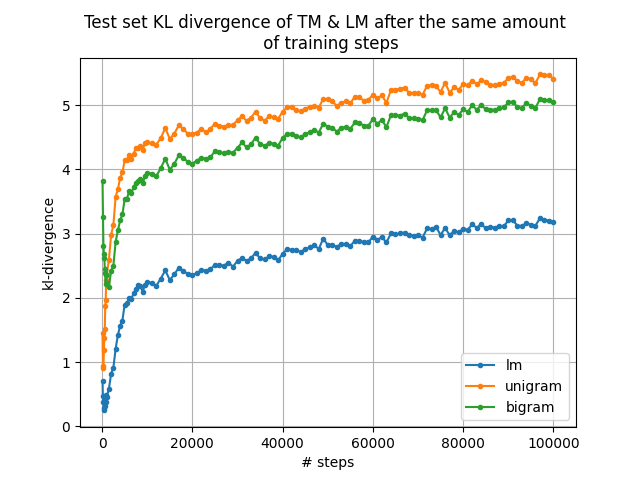 Test set KL divergence of TM & LM after the same amount
of training steps
kl-divergence
5
4
3
2
1
0
0 20000 40000 60000 80000 100000
# steps
lm
unigram
bigram